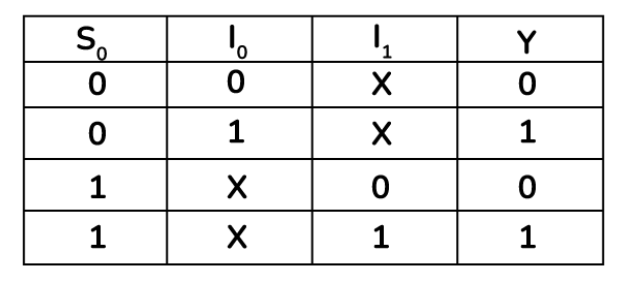 S₀ I₀ I₁ Y
0 0 X 0
0 1 X 1
1 X 0 0
1 X 1 1